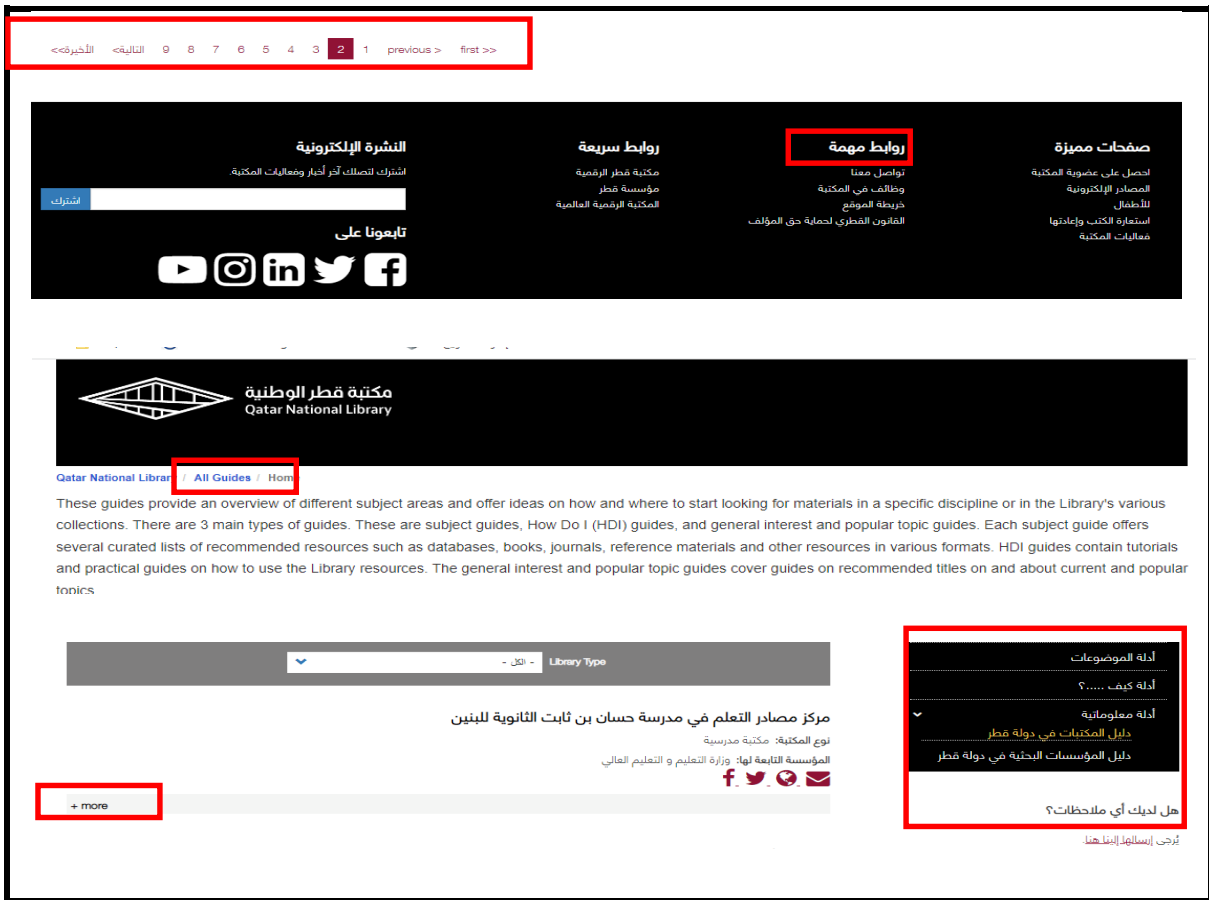 <<first < previous 1 2 3 4 5 6 7 8 9 التالية> الأخيرة>>
صفحات مميزة
احصل على عضوية المكتبة
المصادر الإلكترونية
للأطفال
استعارة الكتب وإعادتها
فعاليات المكتبة
روابط مهمة
تواصل معنا
وظائف في المكتبة
خريطة الموقع
القانون القطري لحماية حق المؤلف
روابط سريعة
مكتبة قطر الرقمية
مؤسسة قطر
المكتبة الرقمية العالمية
النشرة الإلكترونية
اشترك لتصلك آخر أخبار وفعاليات المكتبة.
اشترك
تابعونا على
مكتبة قطر الوطنية
Qatar National Library
Qatar National Library / All Guides / Home
These guides provide an overview of different subject areas and offer ideas on how and where to start looking for materials in a specific discipline or in the Library's various
collections. There are 3 main types of guides. These are subject guides, How Do I (HDI) guides, and general interest and popular topic guides. Each subject guide offers
several curated lists of recommended resources such as databases, books, journals, reference materials and other resources in various formats. HDI guides contain tutorials
and practical guides on how to use the Library resources. The general interest and popular topic guides cover guides on recommended titles on and about current and popular
topics
أدلة الموضوعات
أدلة كيف .....؟
أدلة معلوماتية
دليل المكتبات في دولة قطر
دليل المؤسسات البحثية في دولة قطر
هل لديك أي ملاحظات؟
يُرجى إرسالها إلينا هنا.
Library Type - الكل -
مركز مصادر التعلم في مدرسة حسان بن ثابت الثانوية للبنين
نوع المكتبة: مكتبة مدرسية
المؤسسة التابعة لها: وزارة التعليم و التعليم العالي
+ more